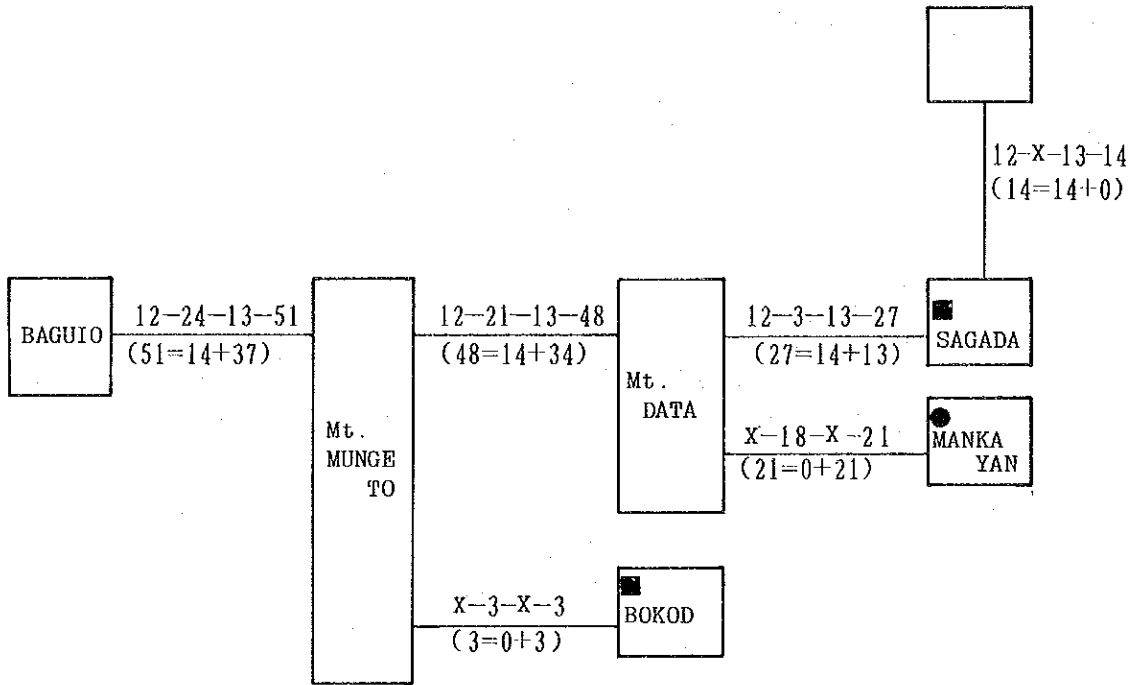 12-X-13-14
(14=14+0)
BAGUIO
12-24-13-51
(51=14+37)
Mt.
MUNGE
TO
12-21-13-48
(48=14+34)
Mt.
DATA
12-3-13-27
(27=14+13)
SAGADA
X-18-X-21
(21=0+21)
MANKA
YAN
X-3-X-3
(3=0+3)
BOKOD